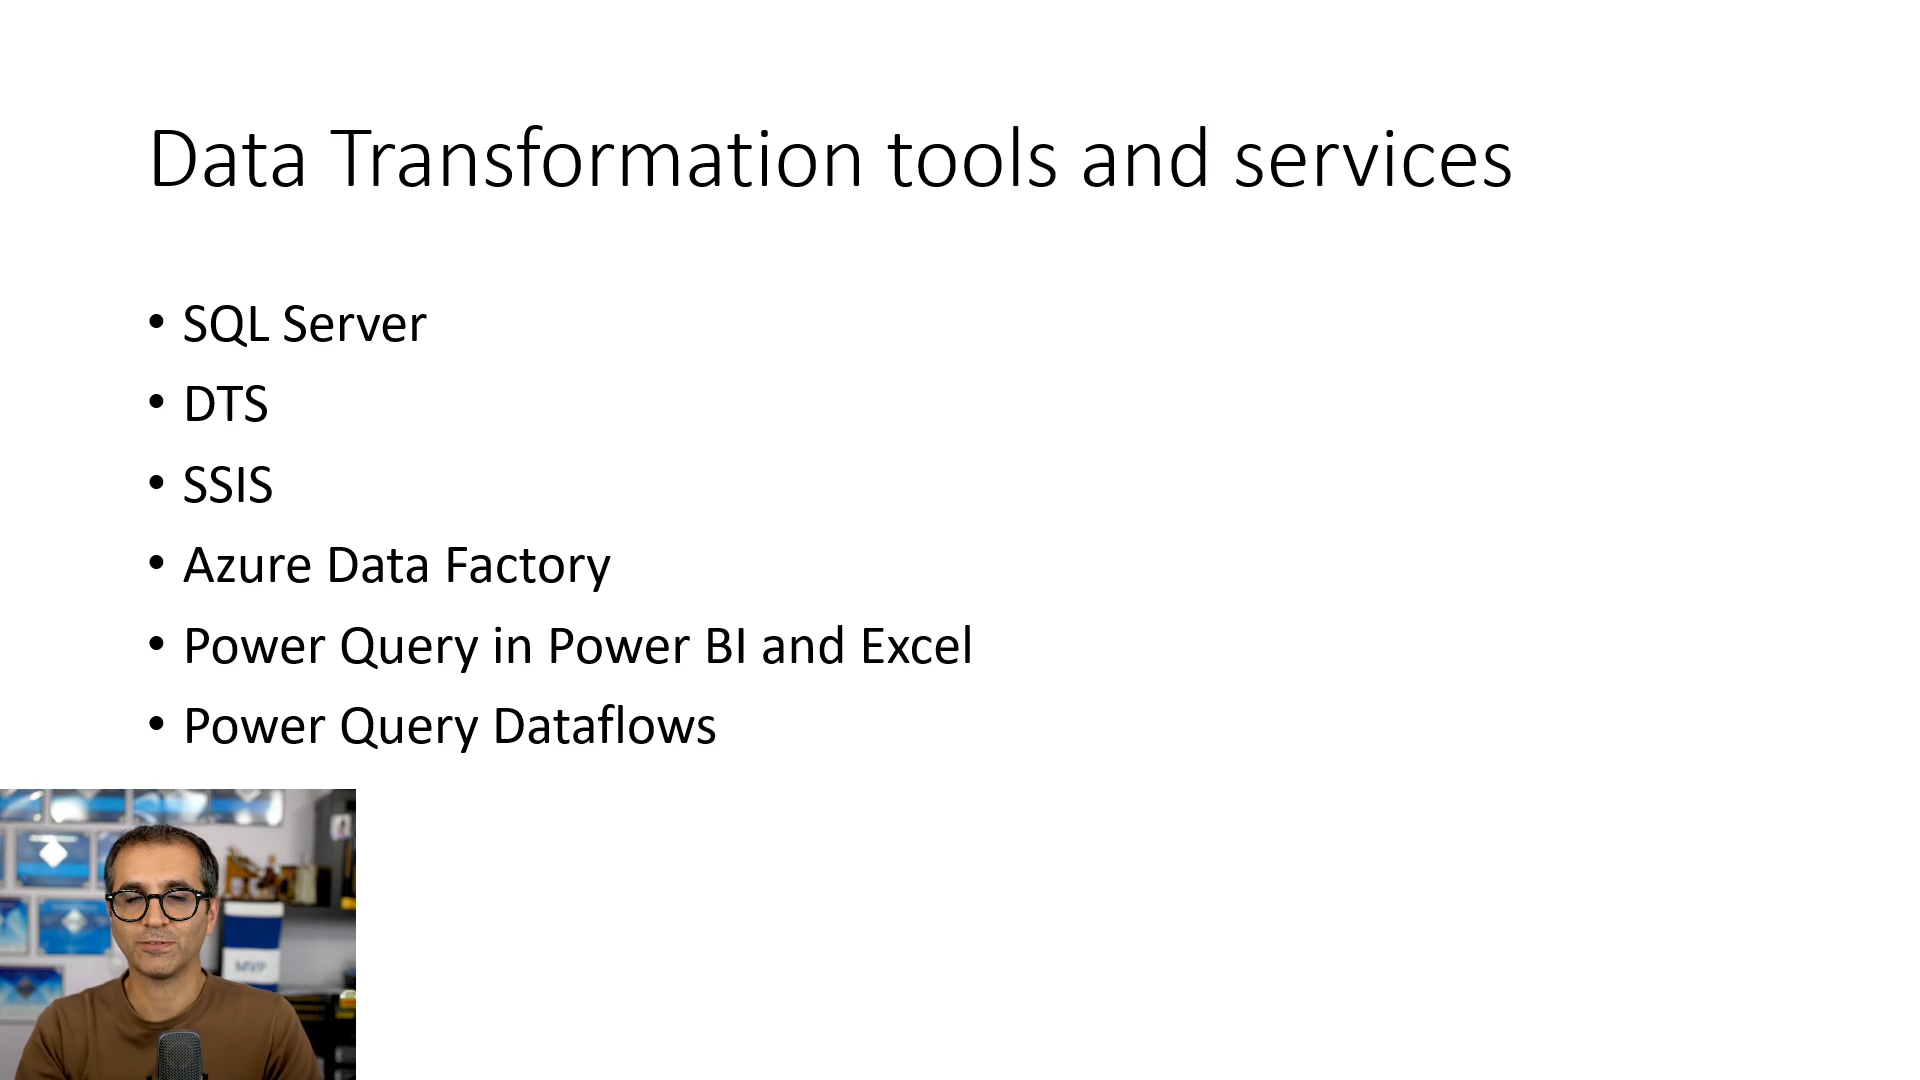 Data Transformation tools and services
• SQL Server
• DTS
• SSIS
• Azure Data Factory
• Power Query in Power BI and Excel
• Power Query Dataflows
MVP